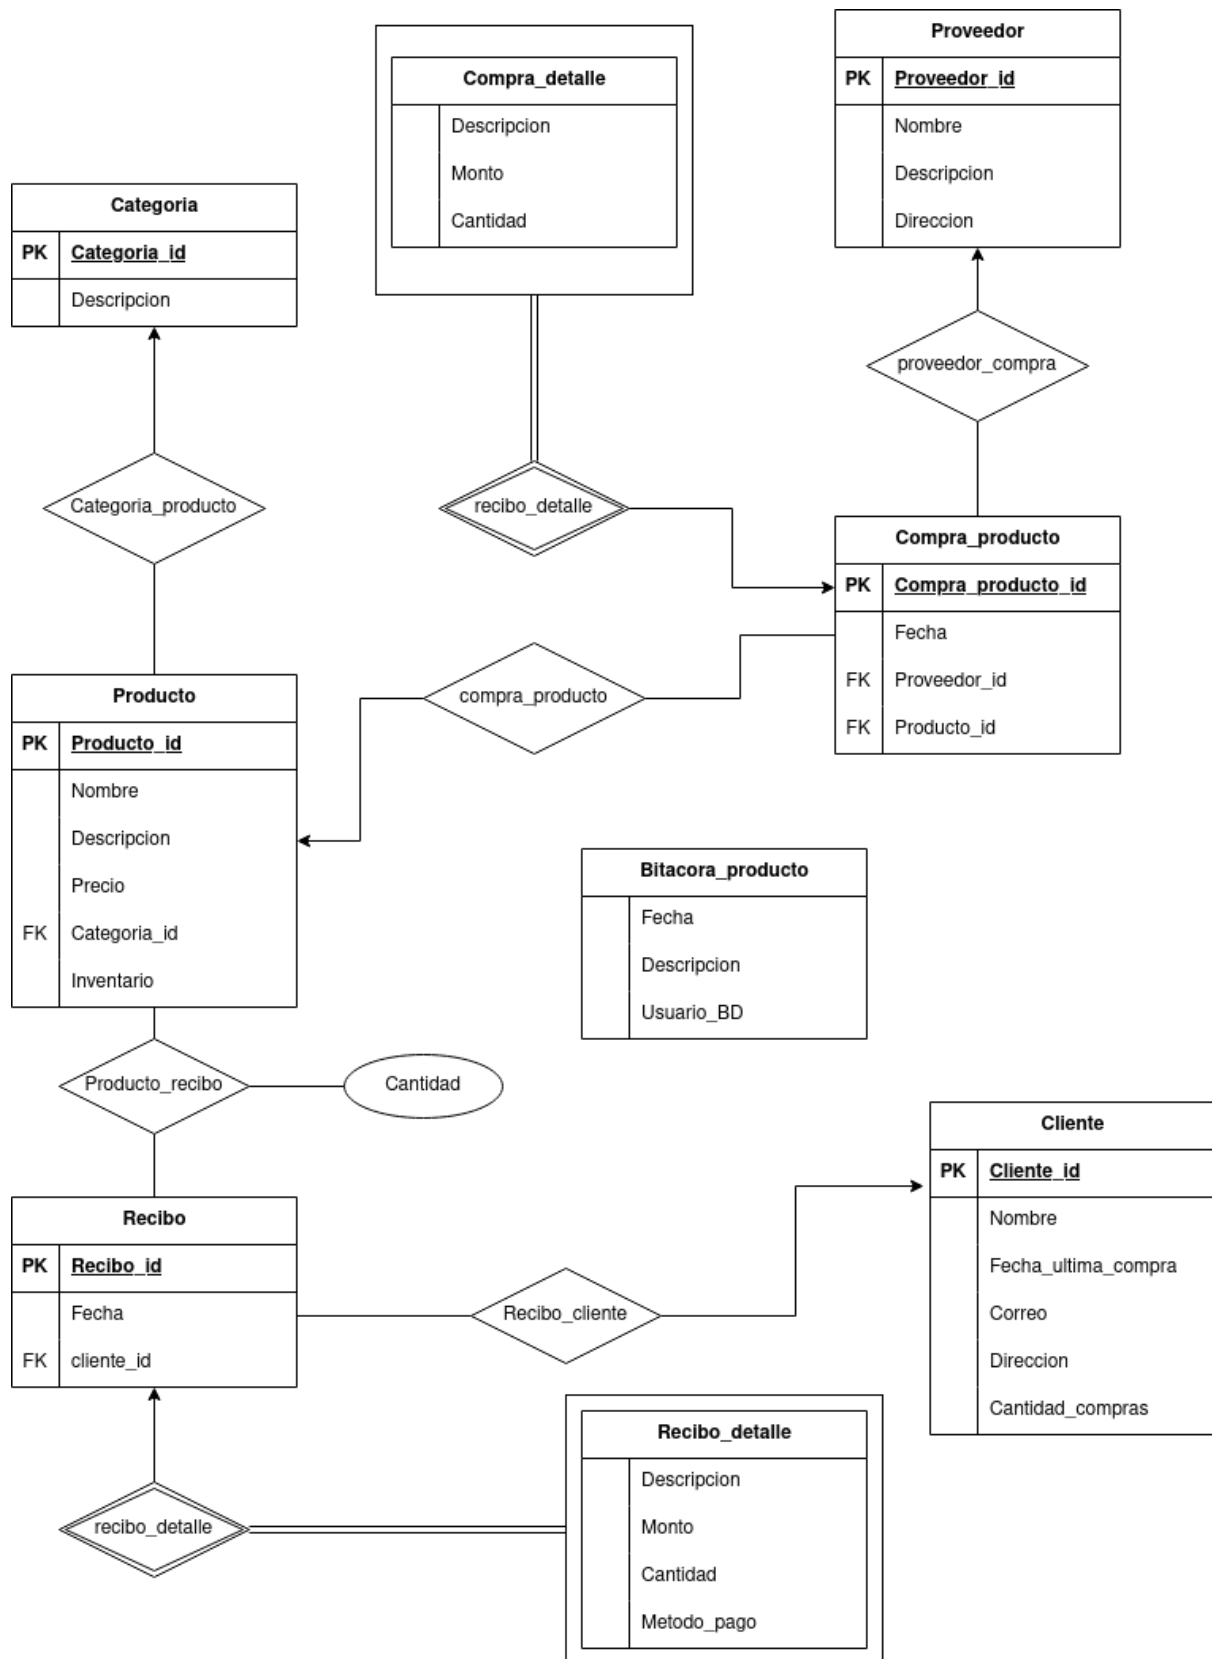 Proveedor
PK Proveedor_id
Nombre
Descripcion
Direccion
Compra_detalle
Descripcion
Monto
Cantidad
Categoria
PK Categoria_id
Descripcion
proveedor_compra
Categoria_producto
recibo_detalle
Compra_producto
PK Compra_producto_id
Fecha
FK Proveedor_id
FK Producto_id
compra_producto
Producto
PK Producto_id
Nombre
Descripcion
Precio
FK Categoria_id
Inventario
Bitacora_producto
Fecha
Descripcion
Usuario_BD
Producto_recibo
Cantidad
Cliente
PK Cliente_id
Nombre
Fecha_ultima_compra
Correo
Direccion
Cantidad_compras
Recibo
PK Recibo_id
Fecha
FK cliente_id
Recibo_cliente
Recibo_detalle
Descripcion
Monto
Cantidad
Metodo_pago
recibo_detalle